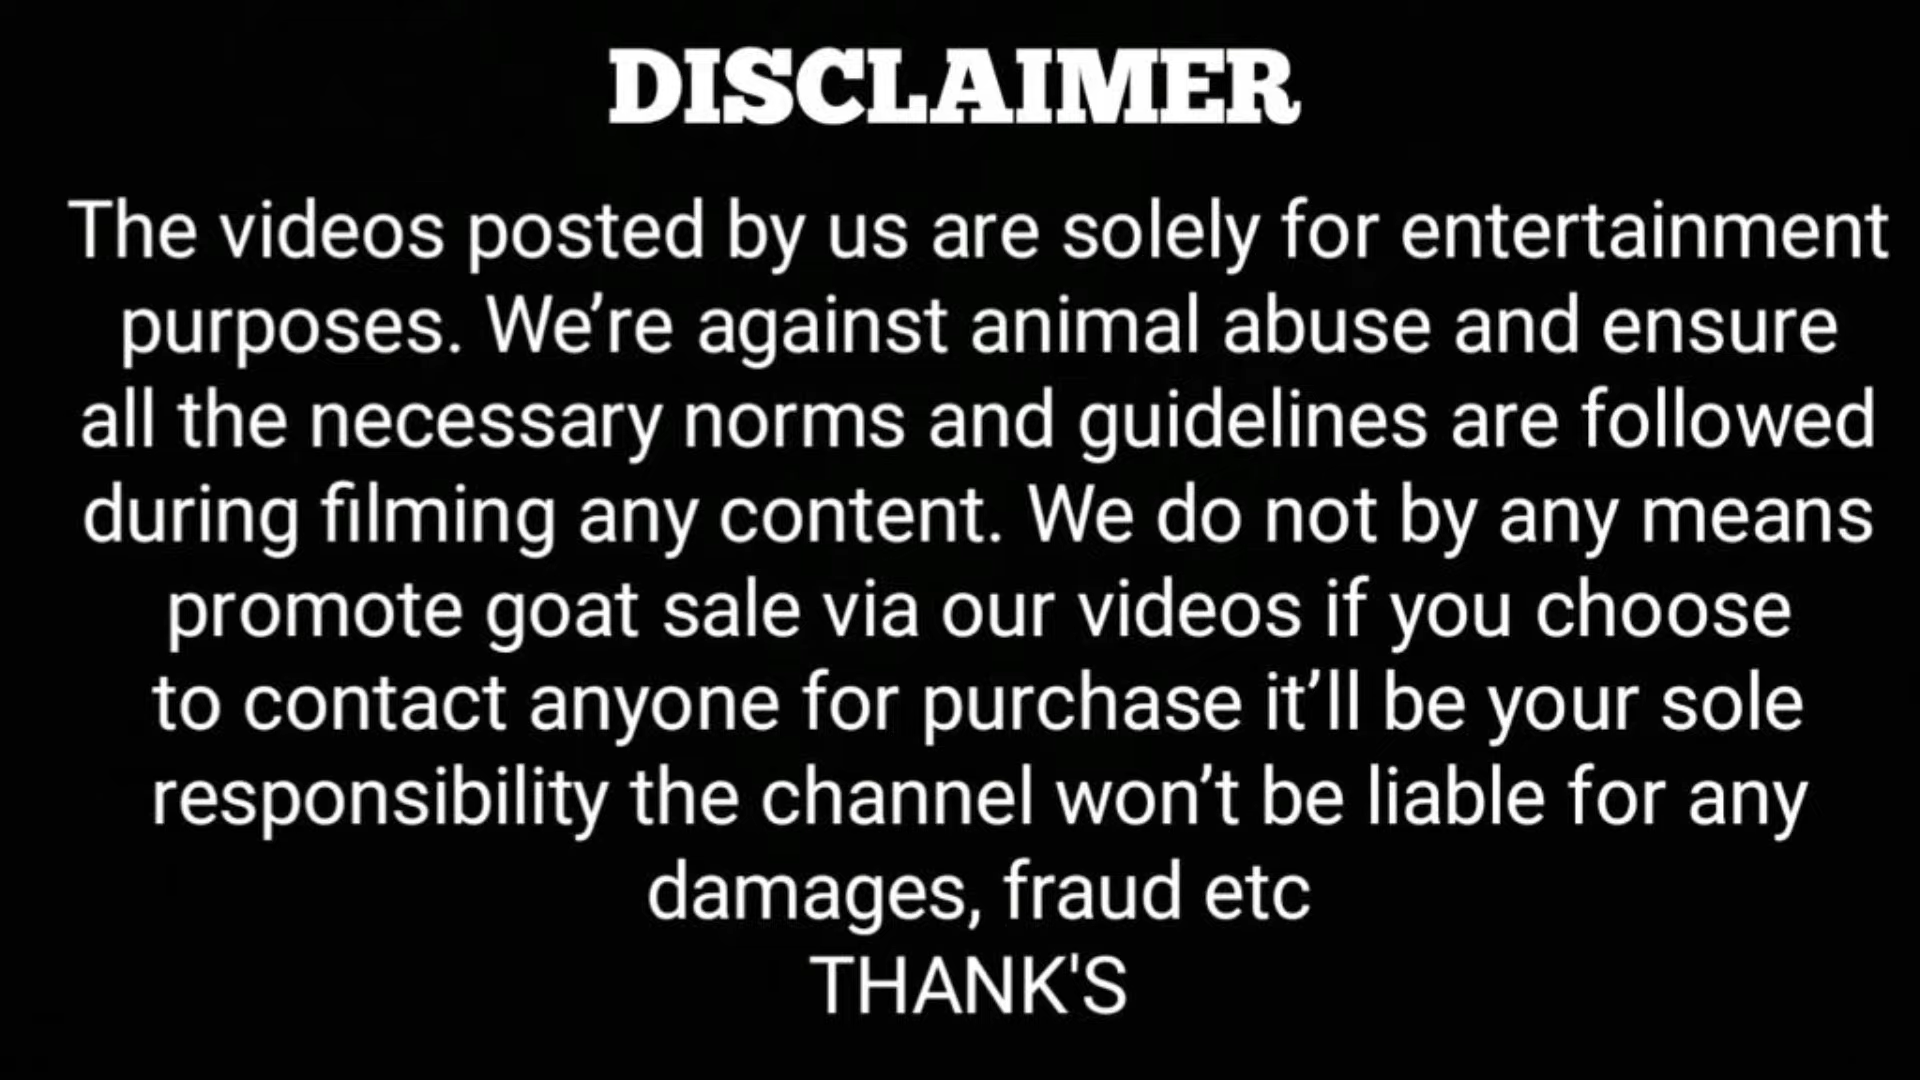 DISCLAIMER
The videos posted by us are solely for entertainment
purposes. We’re against animal abuse and ensure
all the necessary norms and guidelines are followed
during filming any content. We do not by any means
promote goat sale via our videos if you choose
to contact anyone for purchase it’ll be your sole
responsibility the channel won’t be liable for any
damages, fraud etc
THANK'S